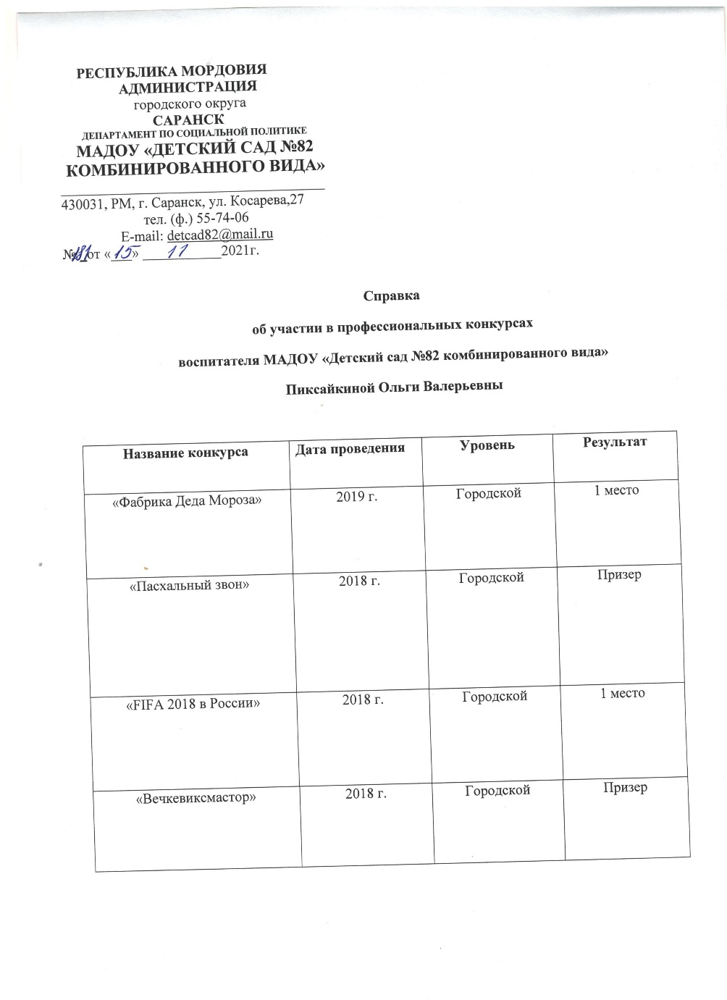 РЕСПУБЛИКА МОРДОВИЯ
АДМИНИСТРАЦИЯ
городского округа
САРАНСК
ДЕПАРТАМЕНТ ПО СОЦИАЛЬНОЙ ПОЛИТИКЕ
МАДОУ «ДЕТСКИЙ САД №82
КОМБИНИРОВАННОГО ВИДА»
430031, РМ, г. Саранск, ул. Косарева,27
тел. (ф.) 55-74-06
E-mail: detcad82@mail.ru
№181 от «15» 11 2021г.
Справка
об участии в профессиональных конкурсах
воспитателя МАДОУ «Детский сад №82 комбинированного вида»
Пиксайкиной Ольги Валерьевны
Название конкурса Дата проведения Уровень Результат
«Фабрика Деда Мороза» 2019 г. Городской 1 место
«Пасхальный звон» 2018 г. Городской Призер
«FIFA 2018 в России» 2018 г. Городской 1 место
«Вечкевиксмастор» 2018 г. Городской Призер